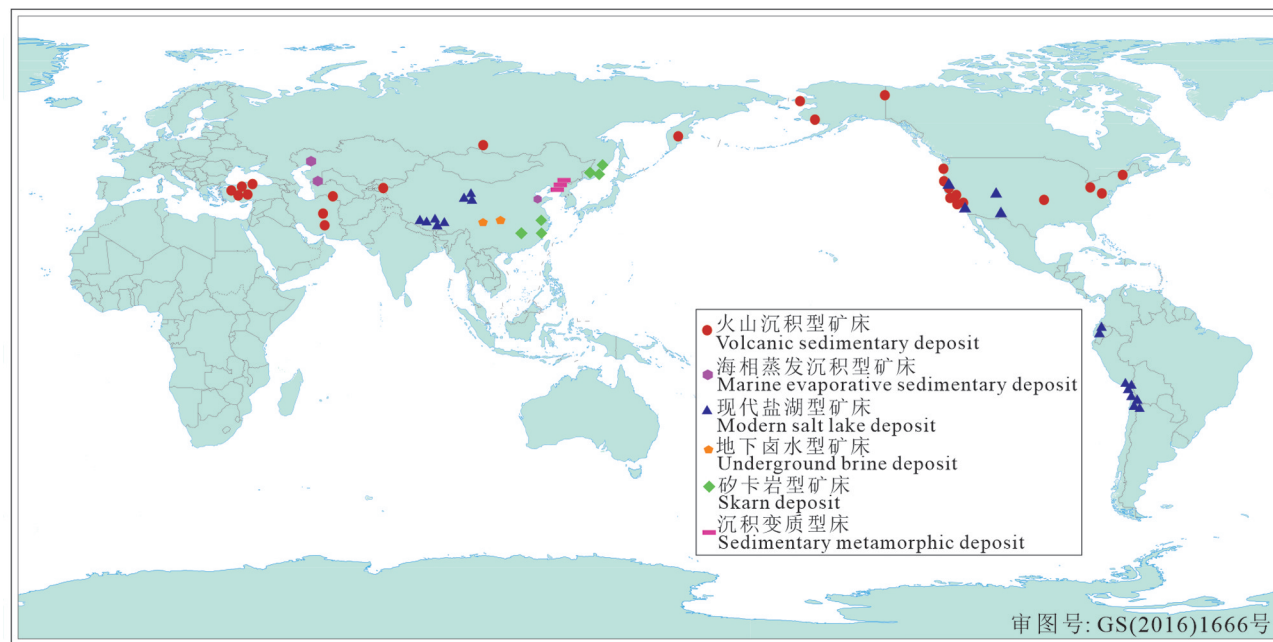 火山沉积型矿床
Volcanic sedimentary deposit
海相蒸发沉积型矿床
Marine evaporative sedimentary deposit
现代盐湖型矿床
Modern salt lake deposit
地下卤水型矿床
Underground brine deposit
矽卡岩型矿床
Skarn deposit
沉积变质型床
Sedimentary metamorphic deposit
审图号: GS(2016)1666号